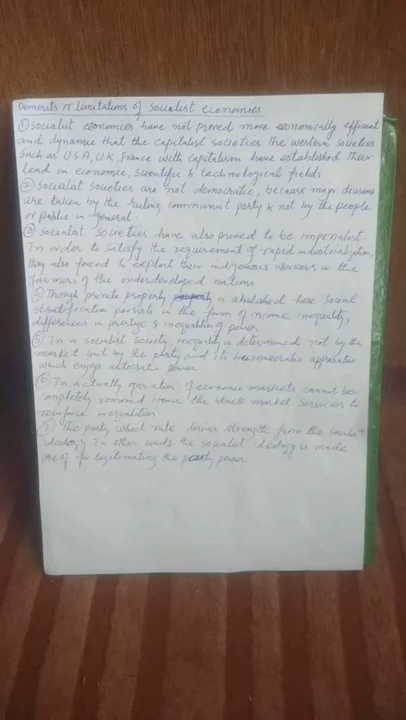 Demerits or limitations of Socialist economies
① Socialist economies have not proved more economically efficient
and dynamic that the capitalist societies. The western societies
Such as U.S.A, U.K, France with capitalism have established their
lead in economic, scientific & technological fields
② Socialist Societies are not democratic, because major decisions
are taken by the ruling communist party & not by the people
or public in general.
③ Socialist societies have also proved to be imperialist.
In order to satisfy the requirement of rapid industrialization,
they also forced to exploit their indigenous workers or the
farmers of the underdeveloped nations.
④ Though private property is abolished here social
stratification persists in the form of income inequality,
differences in prestige & inequalities of power.
⑤ In a socialist society, inequality is determined not by the
market but by the party and its bureaucratic apparatus
which enjoys autocratic power
⑥ In actually operation of economic markets cannot be
completely removed. Hence the black market services to
reinforce inequalities
The party which rule derives strength from the socialist
ideology In other words the socialist ideology is made
use of for legitimating the party power